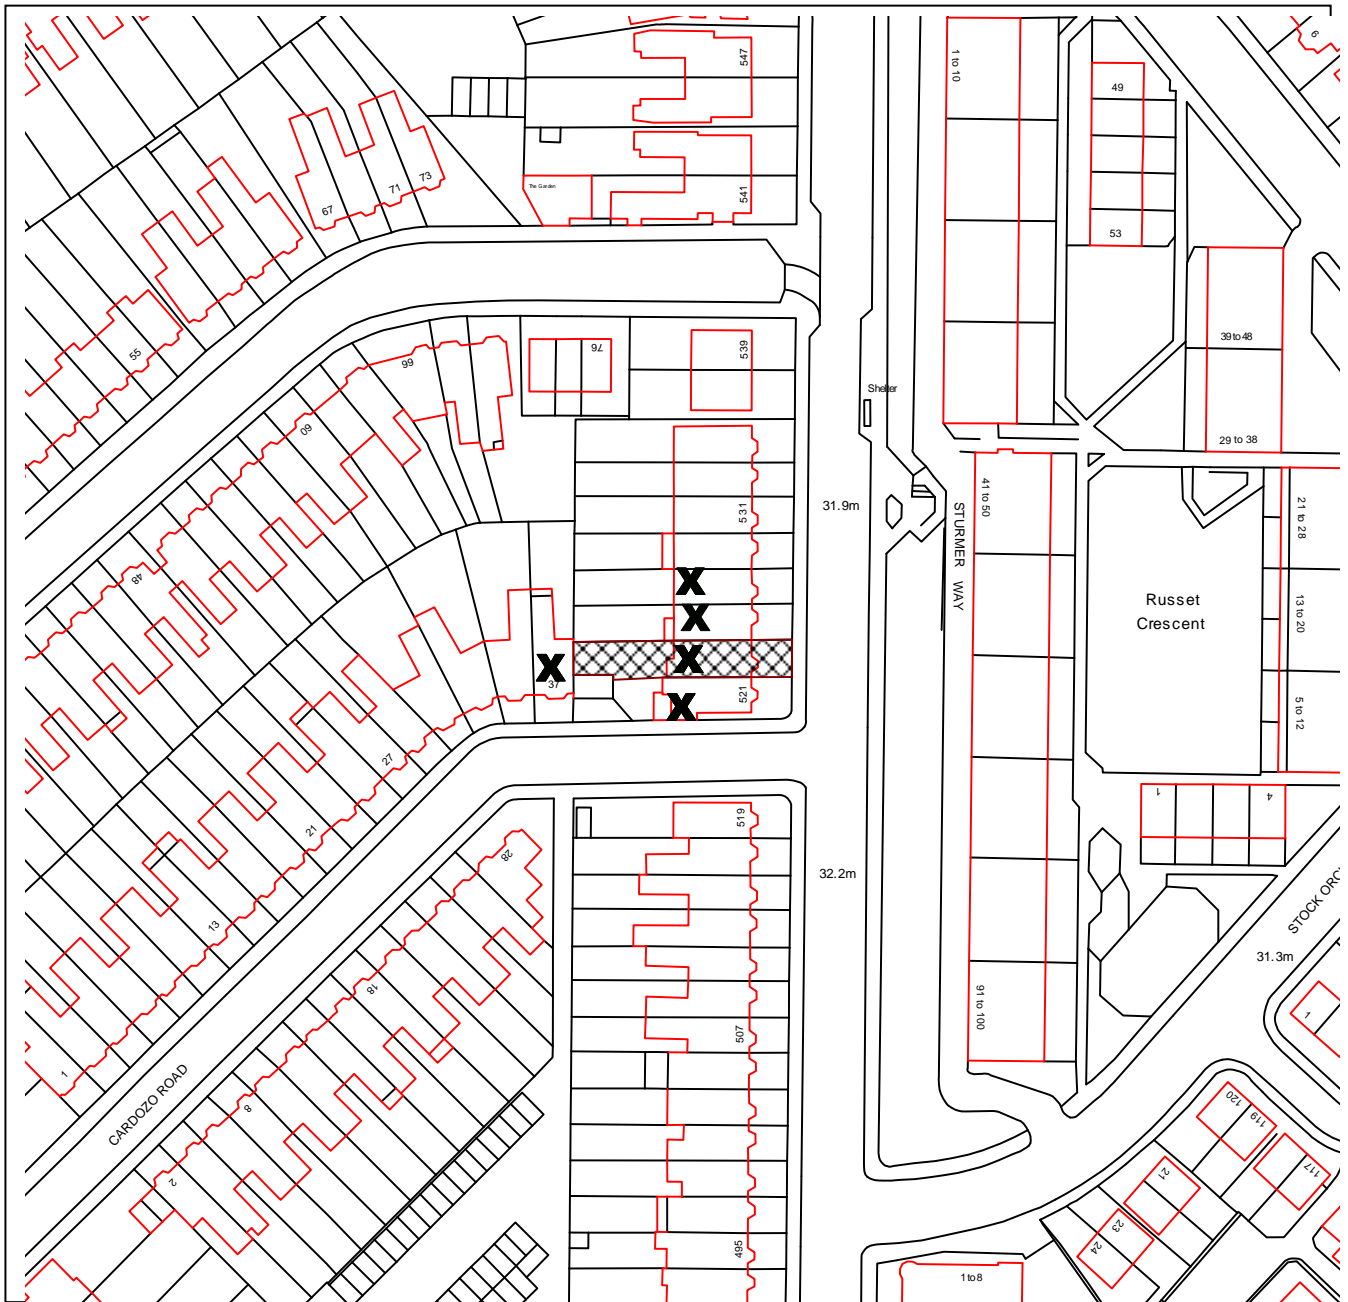 6
547
1 to 10
49
73
71
67
The Garden
541
53
55
66
76
539
39 to 48
Shelter
60
29 to 38
41 to 50
31.9m
531
STURMER WAY
21 to 28
48
Russet
Crescent
13 to 20
37
521
5 to 12
27
1
4
519
21
32.2m
28
STOCK ORC
13
31.3m
18
91 to 100
1
507
1
CARDOZO ROAD
8
120
119
117
2
21
23
24
495
1 to 8
X
X
X
X
X